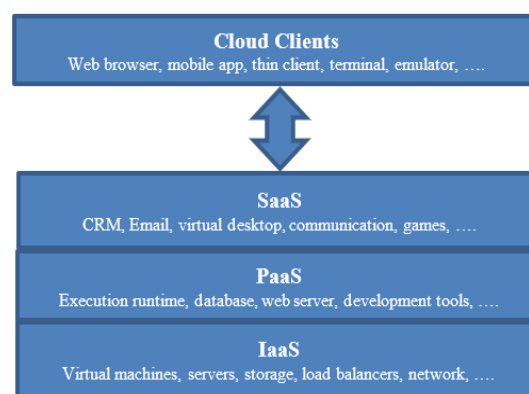 Cloud Clients
Web browser, mobile app, thin client, terminal, emulator, ….
SaaS
CRM, Email, virtual desktop, communication, games, ….
PaaS
Execution runtime, database, web server, development tools, ….
IaaS
Virtual machines, servers, storage, load balancers, network, ….